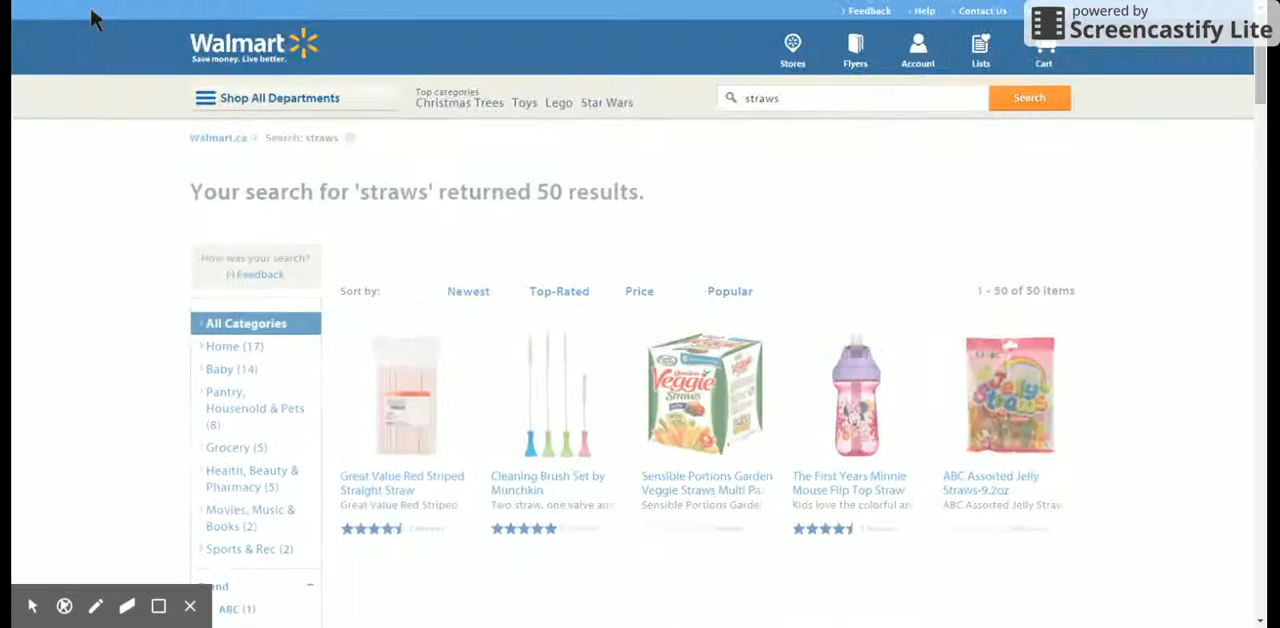 Feedback Help Contact Us
powered by
Screencastify Lite
Walmart
Save money. Live better.
Stores Flyers Account Lists Cart
Shop All Departments
Top categories
Christmas Trees Toys Lego Star Wars
straws
Search
Walmart.ca Search: straws
Your search for 'straws' returned 50 results.
How was your search?
[+] Feedback
Sort by: Newest Top-Rated Price Popular 1 - 50 of 50 items
All Categories
Home (17)
Baby (14)
Pantry,
Household & Pets
(8)
Grocery (5)
Health, Beauty &
Pharmacy (5)
Movies, Music &
Books (2)
Sports & Rec (2)
ABC (1)
Garden
Veggie
Straws
Jelly
Straws
Great Value Red Striped
Straight Straw
Great Value Red Striped
Cleaning Brush Set by
Munchkin
Two straw, one valve an
Sensible Portions Garden
Veggie Straws Multi Pa
Sensible Portions Garde
The First Years Minnie
Mouse Flip Top Straw
Kids love the colorful an
ABC Assorted Jelly
Straws-9.2oz
ABC Assorted Jelly Straw